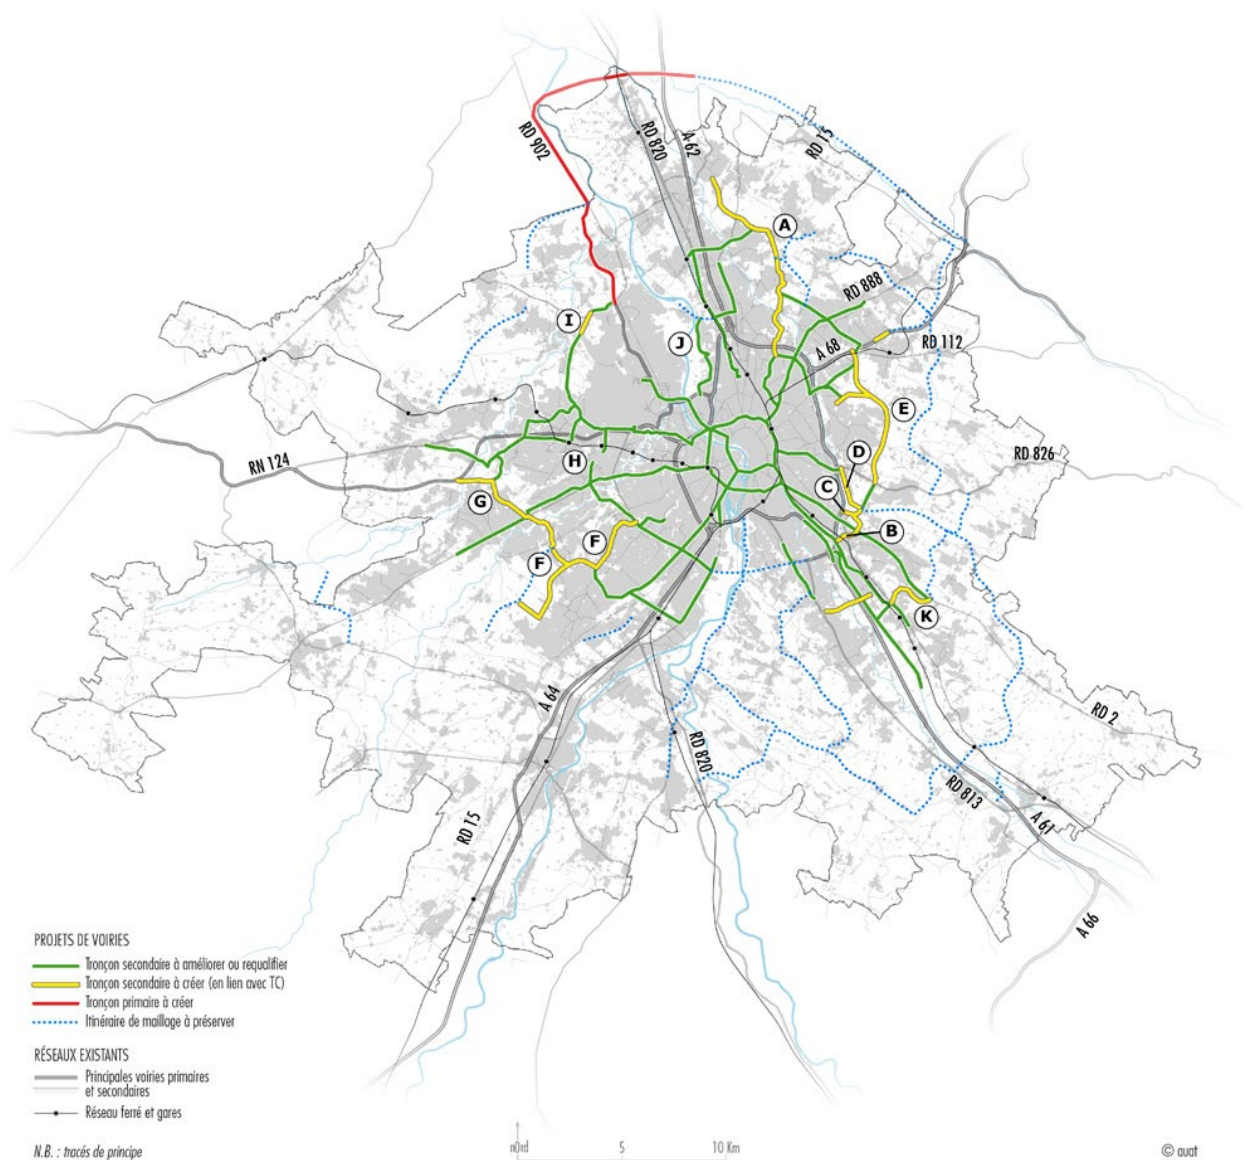 RD 902
RD 820
A 62
RD 15
A
RD 888
I
J
A 68
RD 112
E
RN 124
H
D
RD 826
G
C
F
F
B
K
A 64
RD 820
RD 2
RD 813
A 61
RD 15
A 66
PROJETS DE VOIRIES
Tronçon secondaire à améliorer ou requalifier
Tronçon secondaire à créer (en lien avec TC)
Tronçon primaire à créer
Itinéraire de maillage à préserver
RÉSEAUX EXISTANTS
Principales voiries primaires
et secondaires
Réseau ferré et gares
N.B. : tracés de principe
n0rd
5
10 Km
© auat